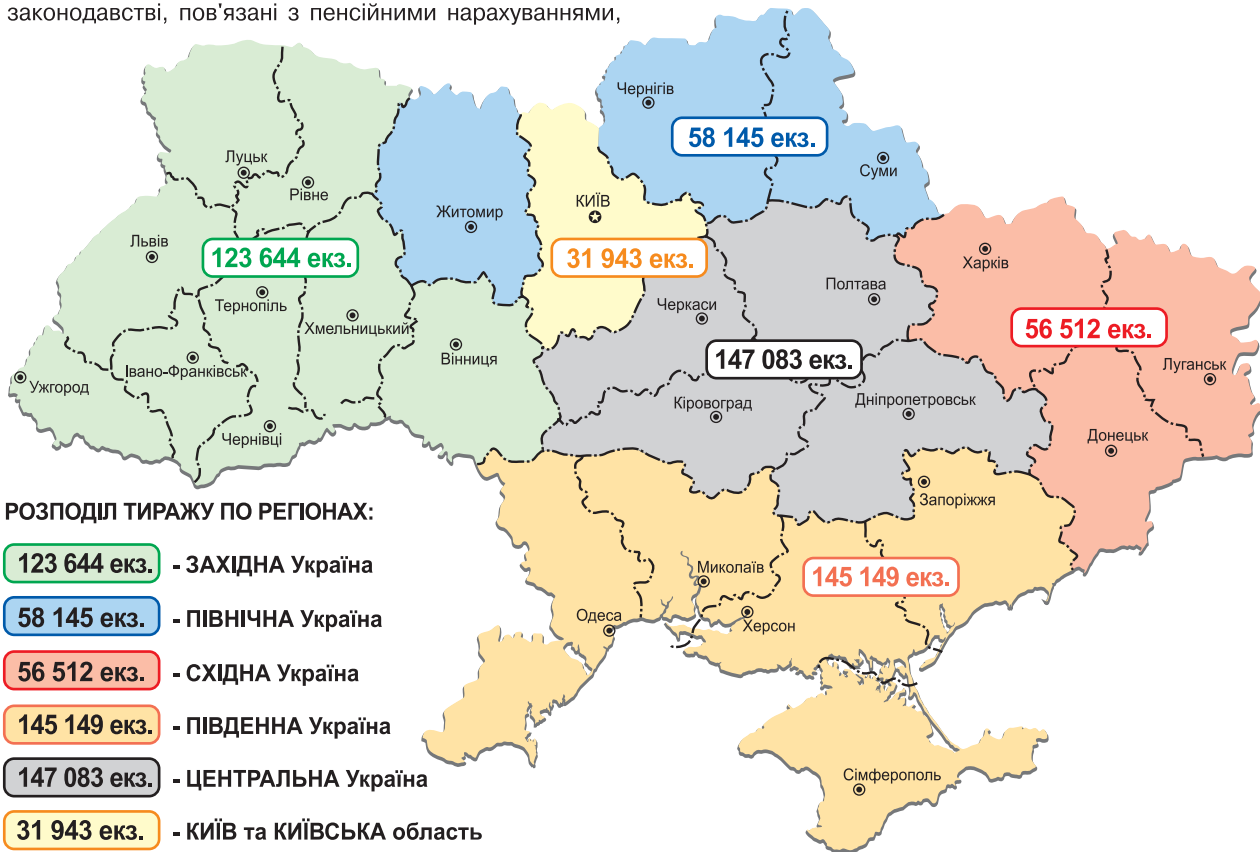 законодавстві, пов'язані з пенсійними нарахуваннями,
Чернігів
58 145 екз.
Суми
Луцьк
Рівне
Житомир
КИЇВ
Львів
123 644 екз.
31 943 екз.
Харків
Тернопіль
Хмельницький
Черкаси
Полтава
56 512 екз.
Вінниця
147 083 екз.
Луганськ
Ужгород
Івано-Франківськ
Кіровоград
Дніпропетровськ
Чернівці
Донецьк
Запоріжжя
РОЗПОДІЛ ТИРАЖУ ПО РЕГІОНАХ:
123 644 екз. - ЗАХІДНА Україна
Миколаїв
145 149 екз.
58 145 екз. - ПІВНІЧНА Україна
Одеса
Херсон
56 512 екз. - СХІДНА Україна
145 149 екз. - ПІВДЕННА Україна
147 083 екз. - ЦЕНТРАЛЬНА Україна
Сімферополь
31 943 екз. - КИЇВ та КИЇВСЬКА область